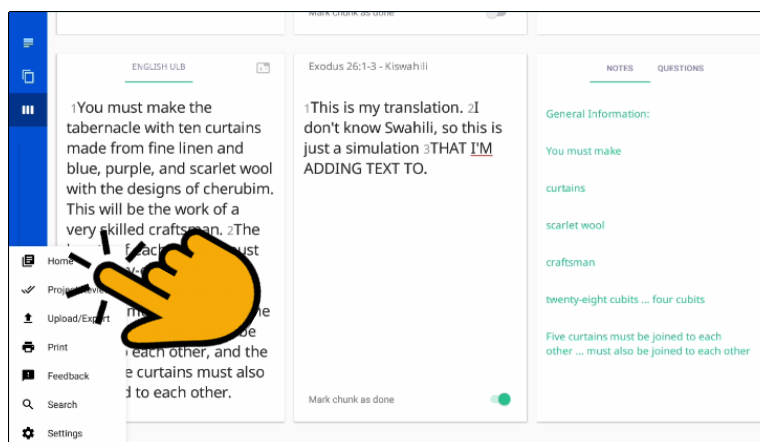 Mark chunk as done
ENGLISH ULB
1You must make the
tabernacle with ten curtains
made from fine linen and
blue, purple, and scarlet wool
with the designs of cherubim.
This will be the work of a
very skilled craftsman. 2The
each
ust
Home
Project
Upload/Export
Print
Feedback
Search
Settings
be
each other, and the
curtains must also
to each other.
Exodus 26:1-3 - Kiswahili
1This is my translation. 2I
don't know Swahili, so this is
just a simulation 3THAT I'M
ADDING TEXT TO.
Mark chunk as done
NOTES QUESTIONS
General Information:
You must make
curtains
scarlet wool
craftsman
twenty-eight cubits ... four cubits
Five curtains must be joined to each
other ... must also be joined to each other